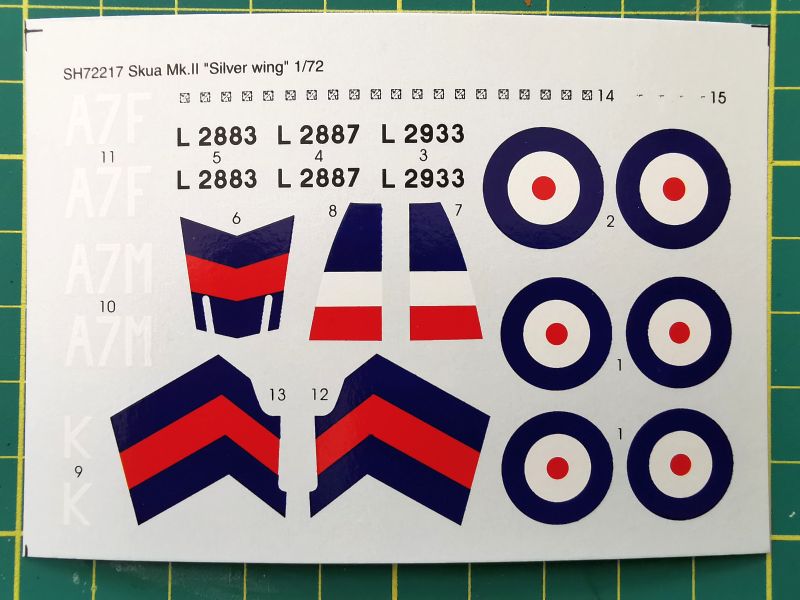 SH72217 Skua Mk.II "Silver wing" 1/72
14 15
A7F
11
A7F
L 2883 L 2887 L 2933
5 4 3
L 2883 L 2887 L 2933
6 8 7 2
A7M
10
A7M
1
13 12
K
9
K
1